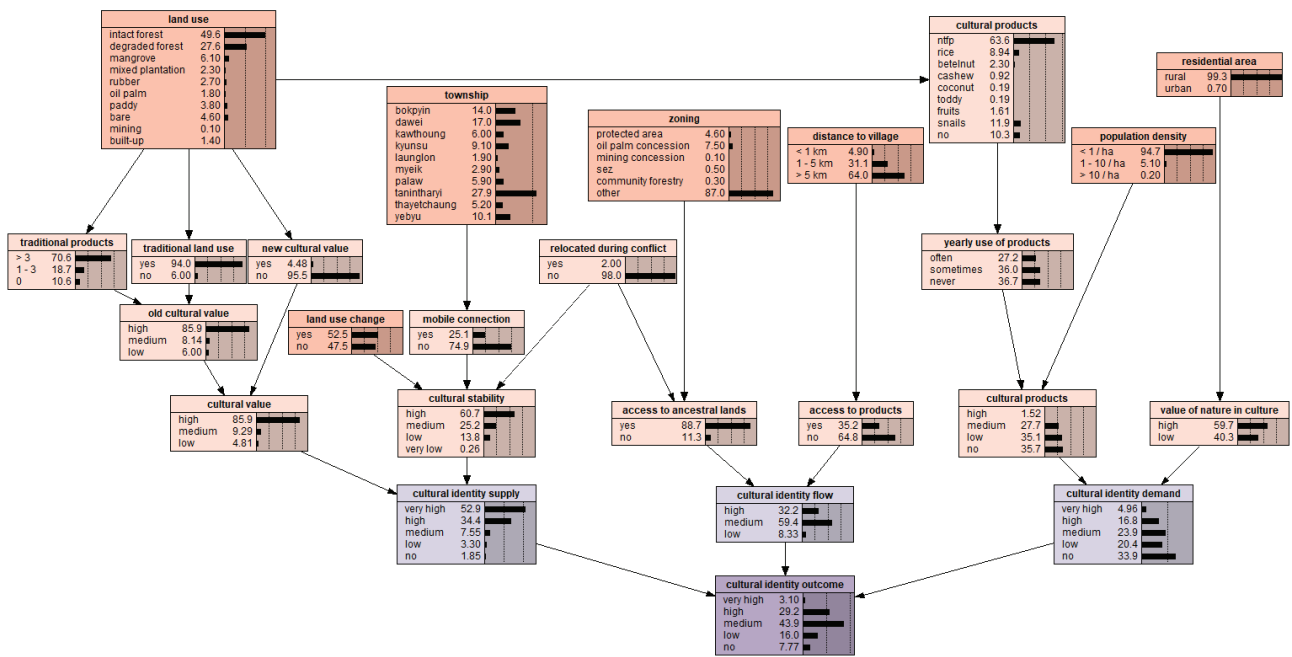 land use
intact forest 49.6
degraded forest 27.6
mangrove 6.10
mixed plantation 2.30
rubber 2.70
oil palm 1.80
paddy 3.80
bare 4.60
mining 0.10
built-up 1.40
cultural products
ntfp 63.6
rice 8.94
betelnut 2.30
cashew 0.92
coconut 0.19
toddy 0.19
fruits 1.61
snails 11.9
no 10.3
residential area
rural 99.3
urban 0.70
township
bokpyin 14.0
dawei 17.0
kawthoung 6.00
kyunsu 9.10
launglon 1.90
myeik 2.90
palaw 5.90
tanintharyi 27.9
thayetchaung 5.20
yebyu 10.1
zoning
protected area 4.60
oil palm concession 7.50
mining concession 0.10
sez 0.50
community forestry 0.30
other 87.0
distance to village
< 1 km 4.90
1 - 5 km 31.1
> 5 km 64.0
population density
< 1 / ha 94.7
1 - 10 / ha 5.10
> 10 / ha 0.20
traditional products
> 3 70.6
1 - 3 18.7
0 10.6
traditional land use
yes 94.0
no 6.00
new cultural value
yes 4.48
no 95.5
relocated during conflict
yes 2.00
no 98.0
yearly use of products
often 27.2
sometimes 36.0
never 36.7
old cultural value
high 85.9
medium 8.14
low 6.00
land use change
yes 52.5
no 47.5
mobile connection
yes 25.1
no 74.9
cultural value
high 85.9
medium 9.29
low 4.81
cultural stability
high 60.7
medium 25.2
low 13.8
very low 0.26
access to ancestral lands
yes 88.7
no 11.3
access to products
yes 35.2
no 64.8
cultural products
high 1.52
medium 27.7
low 35.1
no 35.7
value of nature in culture
high 59.7
low 40.3
cultural identity supply
very high 52.9
high 34.4
medium 7.55
low 3.30
no 1.85
cultural identity flow
high 32.2
medium 59.4
low 8.33
cultural identity demand
very high 4.96
high 16.8
medium 23.9
low 20.4
no 33.9
cultural identity outcome
very high 3.10
high 29.2
medium 43.9
low 16.0
no 7.77